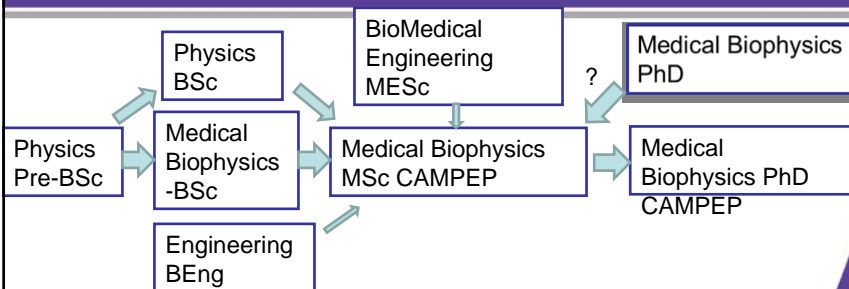 Physics
BSc
BioMedical
Engineering
MESc
?
Medical Biophysics
PhD
Physics
Pre-BSc
Medical
Biophysics
-BSc
Medical Biophysics
MSc CAMPEP
Medical
Biophysics PhD
CAMPEP
Engineering
BEng